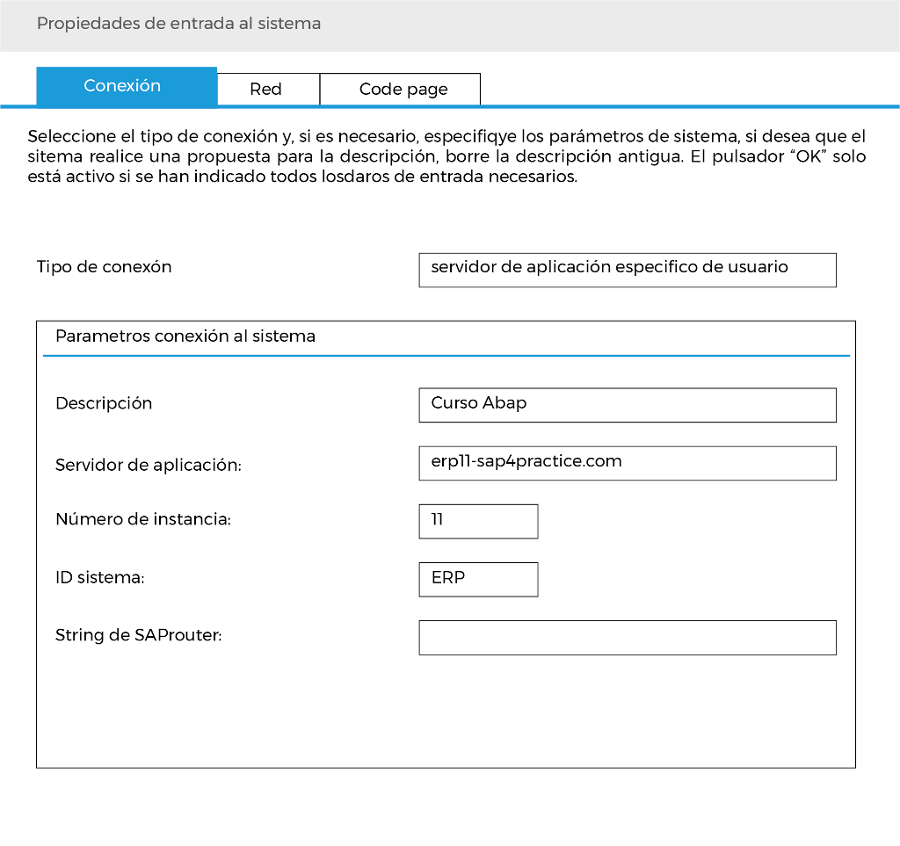 Propiedades de entrada al sistema
Conexión Red Code page
Seleccione el tipo de conexión y, si es necesario, especifiqye los parámetros de sistema, si desea que el
sitema realice una propuesta para la descripción, borre la descripción antigua. El pulsador “OK” solo
está activo si se han indicado todos losdaros de entrada necesarios.
Tipo de conexón servidor de aplicación especifico de usuario
Parametros conexión al sistema
Descripción Curso Abap
Servidor de aplicación: erp11-sap4practice.com
Número de instancia: 11
ID sistema: ERP
String de SAProuter: